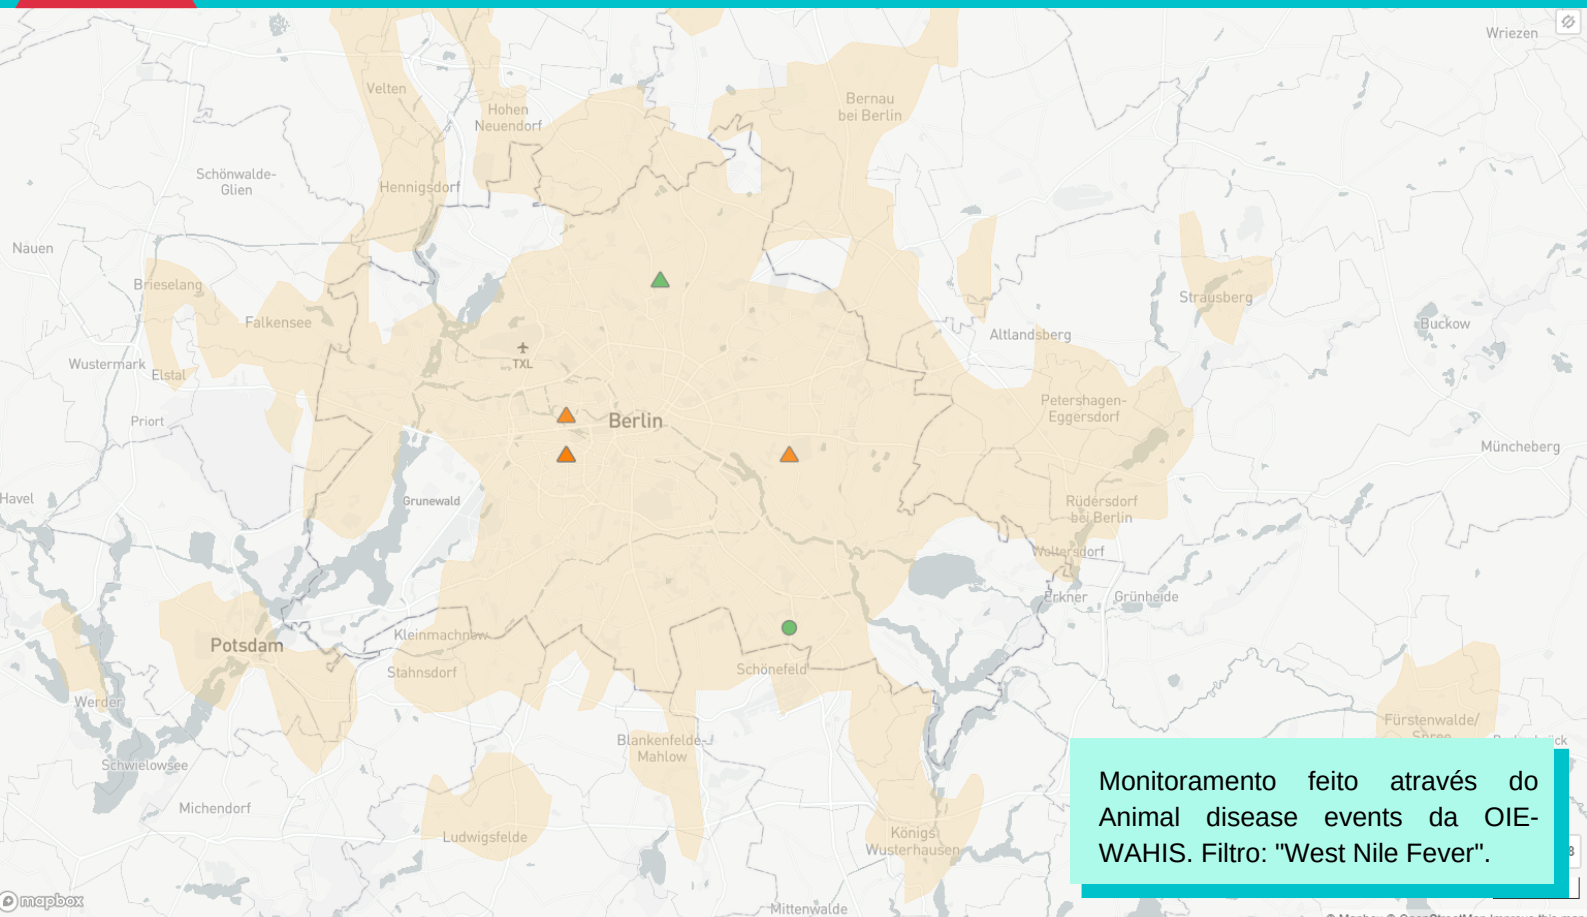 Wriezen
Velten
Bernau
bei Berlin
Hohen
Neuendorf
Schönwalde-
Glien
Hennigsdorf
Nauen
Brieselang
Strausberg
Falkensee
Buckow
Altlandsberg
Wustermark
TXL
Elstal
Petershagen-
Eggersdorf
Priort
Berlin
Müncheberg
Havel
Grunewald
Rüdersdorf
bei Berlin
Woltersdorf
Erkner
Grünheide
Kleinmachnow
Potsdam
Stahnsdorf
Schönefeld
Werder
Fürstenwalde/
Spree
Blankenfelde-
Mahlow
Schwielowsee
Michendorf
Ludwigsfelde
Königs
Wusterhausen
Monitoramento feito através do
Animal disease events da OIE-
WAHIS. Filtro: "West Nile Fever".
mapbox
Mittenwalde